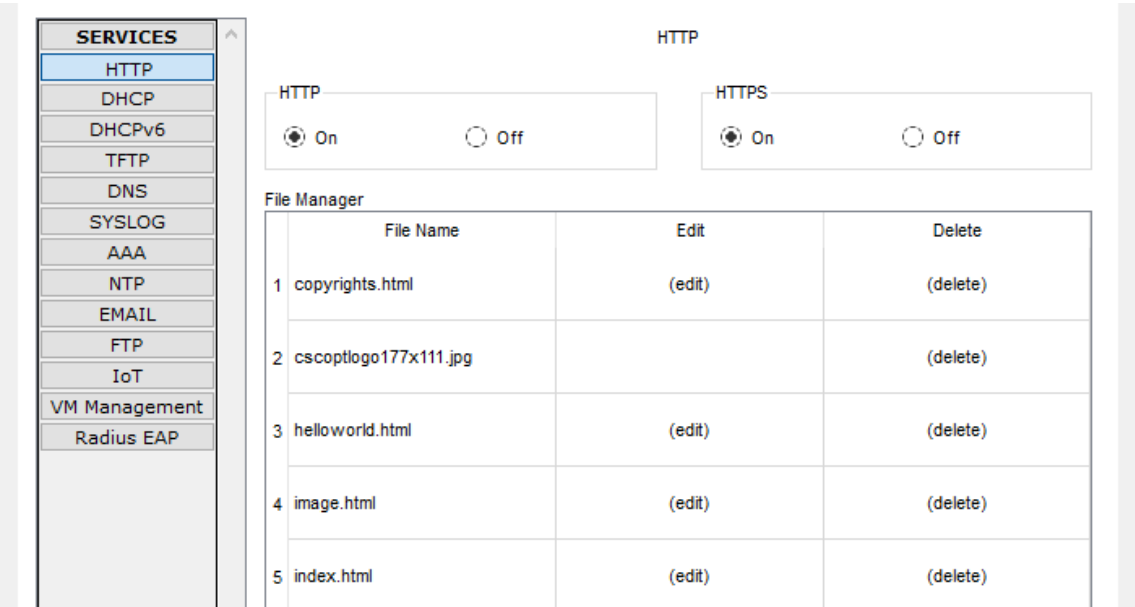 SERVICES
HTTP
DHCP
DHCPv6
TFTP
DNS
SYSLOG
AAA
NTP
EMAIL
FTP
IoT
VM Management
Radius EAP
HTTP
HTTP
On Off
HTTPS
On Off
File Manager
File Name Edit Delete
1 copyrights.html (edit) (delete)
2 cscoptlogo177x111.jpg (delete)
3 helloworld.html (edit) (delete)
4 image.html (edit) (delete)
5 index.html (edit) (delete)